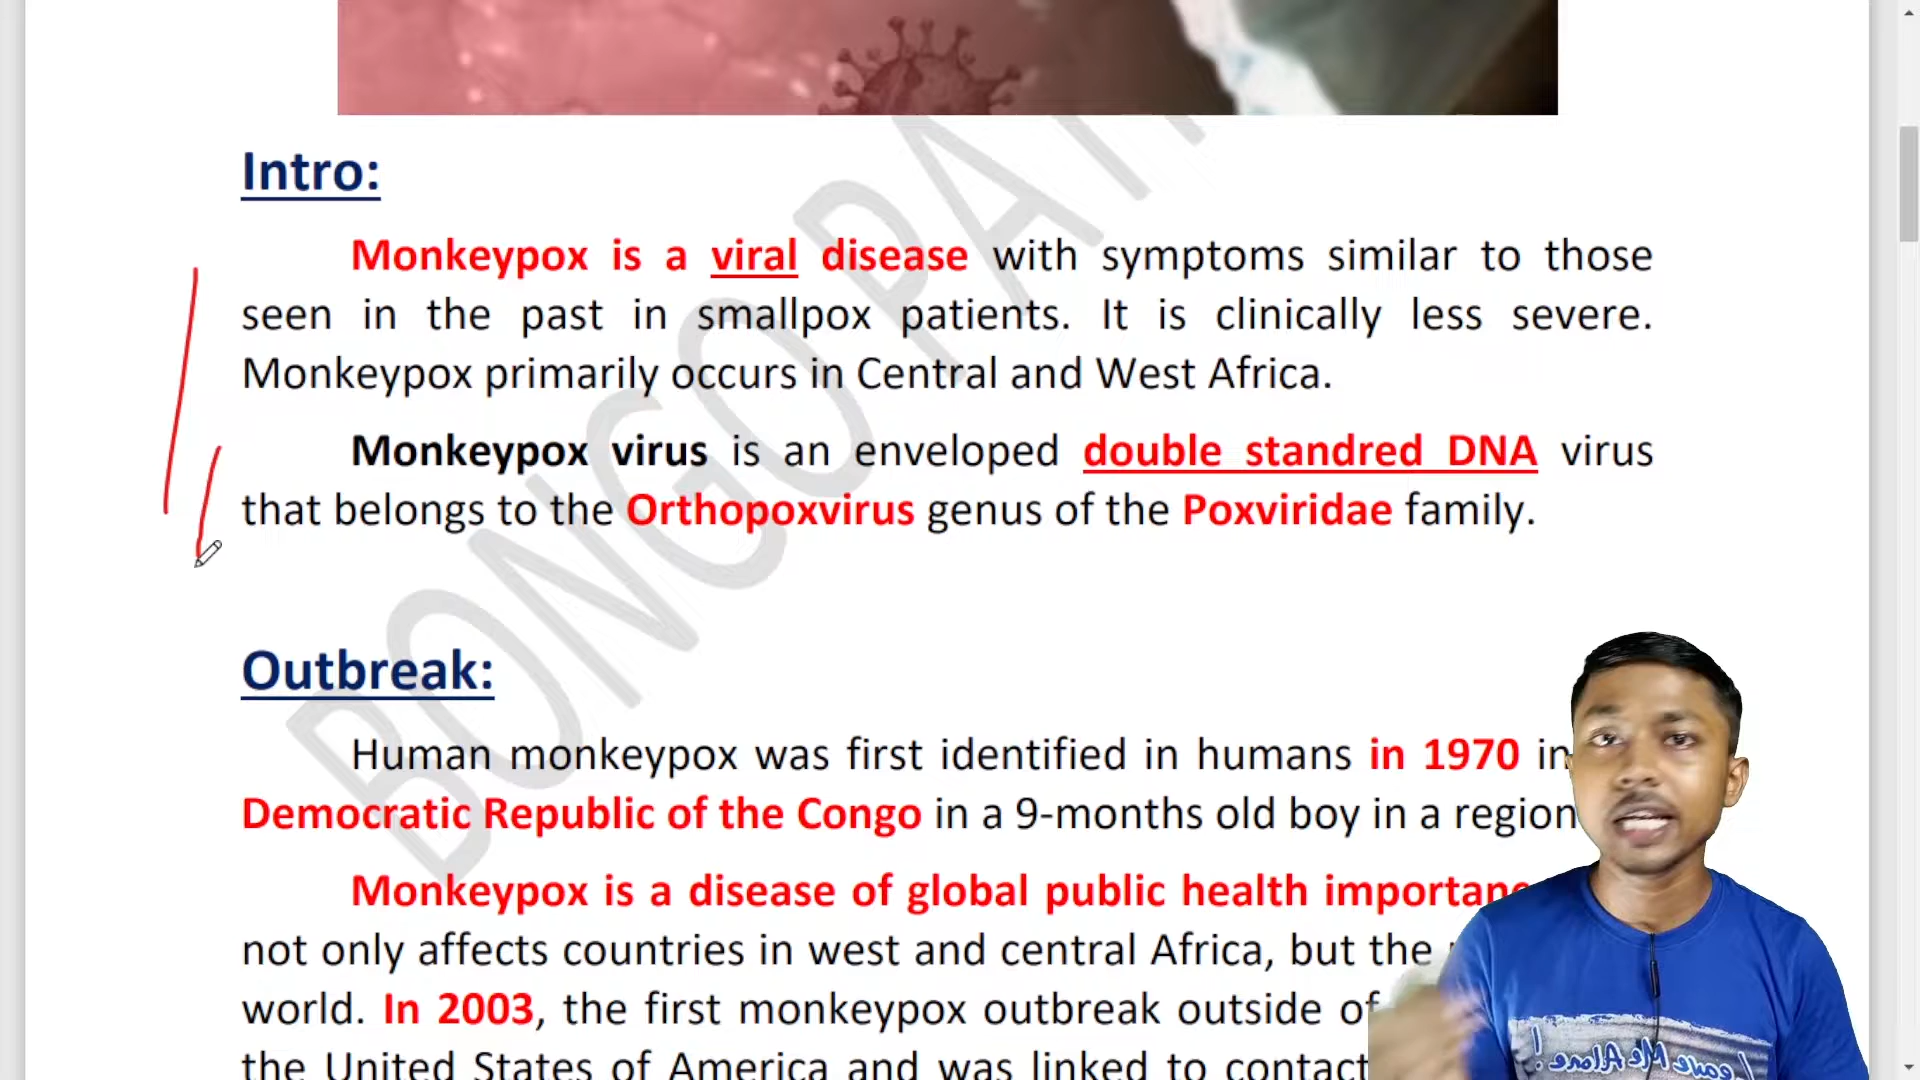 Intro:
Monkeypox is a viral disease with symptoms similar to those
seen in the past in smallpox patients. It is clinically less severe.
Monkeypox primarily occurs in Central and West Africa.
Monkeypox virus is an enveloped double standred DNA virus
that belongs to the Orthopoxvirus genus of the Poxviridae family.
Outbreak:
Human monkeypox was first identified in humans in 1970 in
Democratic Republic of the Congo in a 9-months old boy in a region
Monkeypox is a disease of global public health
not only affects countries in west and central Africa, but the
world. In 2003, the first monkeypox outbreak outside of
the United States of America and was linked to contact
BONGO
Leave Me Alone!